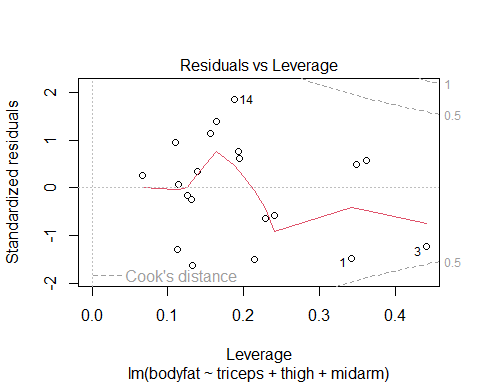 Residuals vs Leverage
Standardized residuals
2
1
0
-1
-2
14
1
3
1
0.5
0.5
Cook's distance
0.0 0.1 0.2 0.3 0.4
Leverage
lm(bodyfat ~ triceps + thigh + midarm)